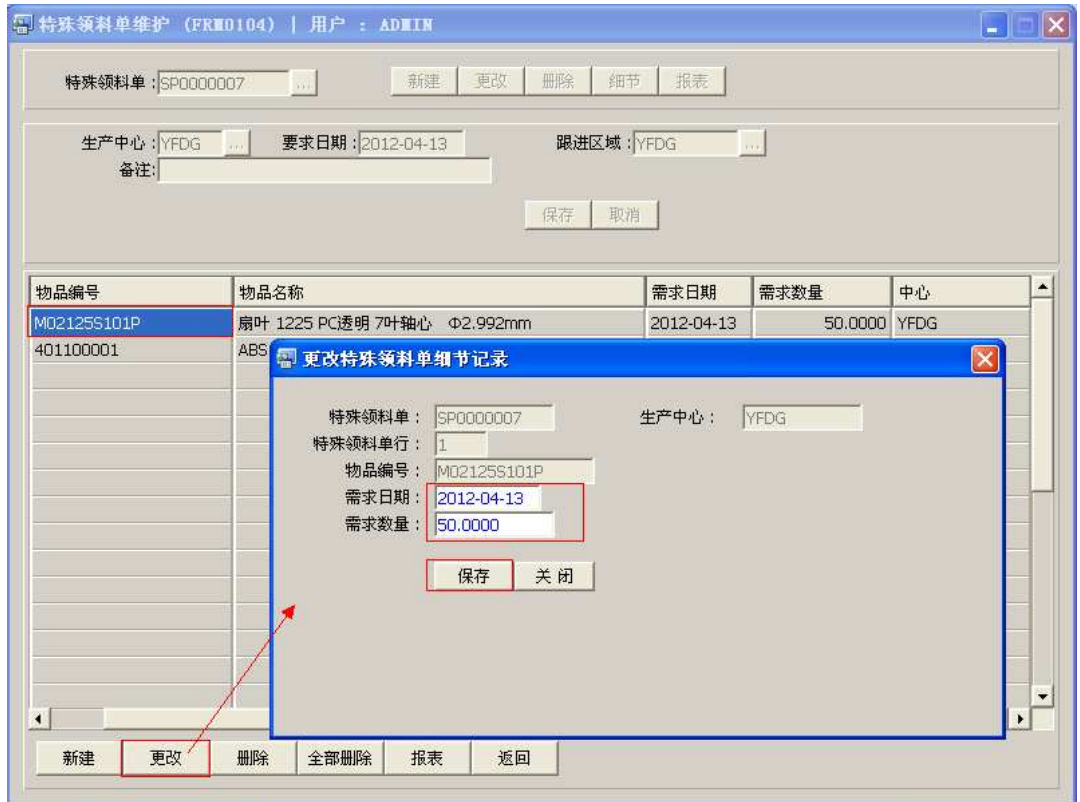 特殊领料单维护 (FRM0104) | 用户 : ADMIN
特殊领料单: SP0000007 ... 新建 更改 删除 细节 报表
生产中心: YFDG ... 要求日期: 2012-04-13 跟进区域: YFDG ...
备注:
保存 取消
物品编号 物品名称 需求日期 需求数量 中心
M02125S101P 扇叶 1225 PC透明 7叶轴心 Φ2.992mm 2012-04-13 50.0000 YFDG
401100001 ABS
更改特殊领料单细节记录
特殊领料单: SP0000007 生产中心: YFDG
特殊领料单行: 1
物品编号: M02125S101P
需求日期: 2012-04-13
需求数量: 50.0000
保存 关 闭
新建 更改 删除 全部删除 报表 返回